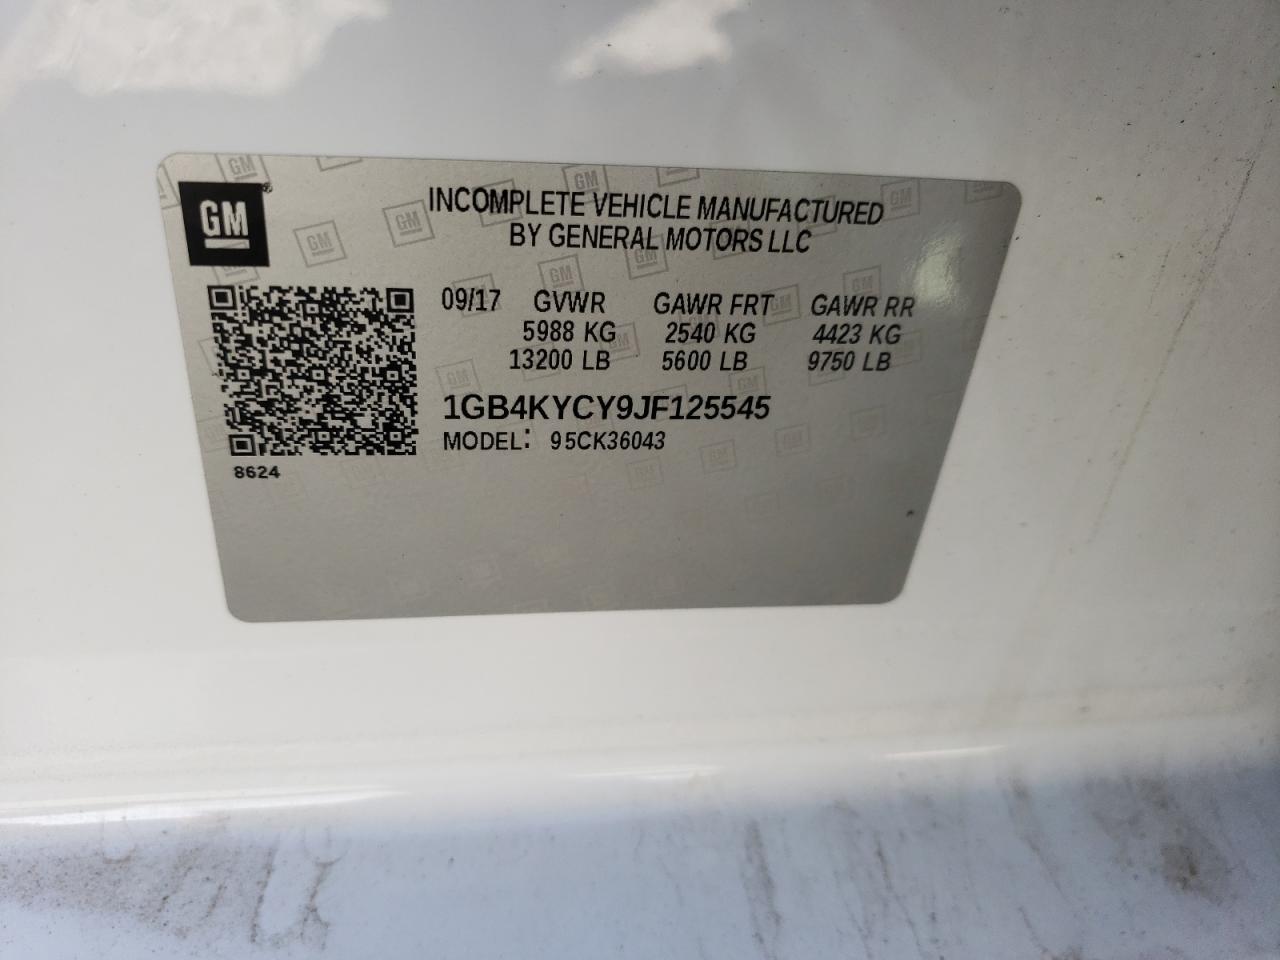 GM
INCOMPLETE VEHICLE MANUFACTURED
BY GENERAL MOTORS LLC
09/17 GVWR GAWR FRT GAWR RR
5988 KG 2540 KG 4423 KG
13200 LB 5600 LB 9750 LB
1GB4KYCY9JF125545
MODEL: 95CK36043
8624